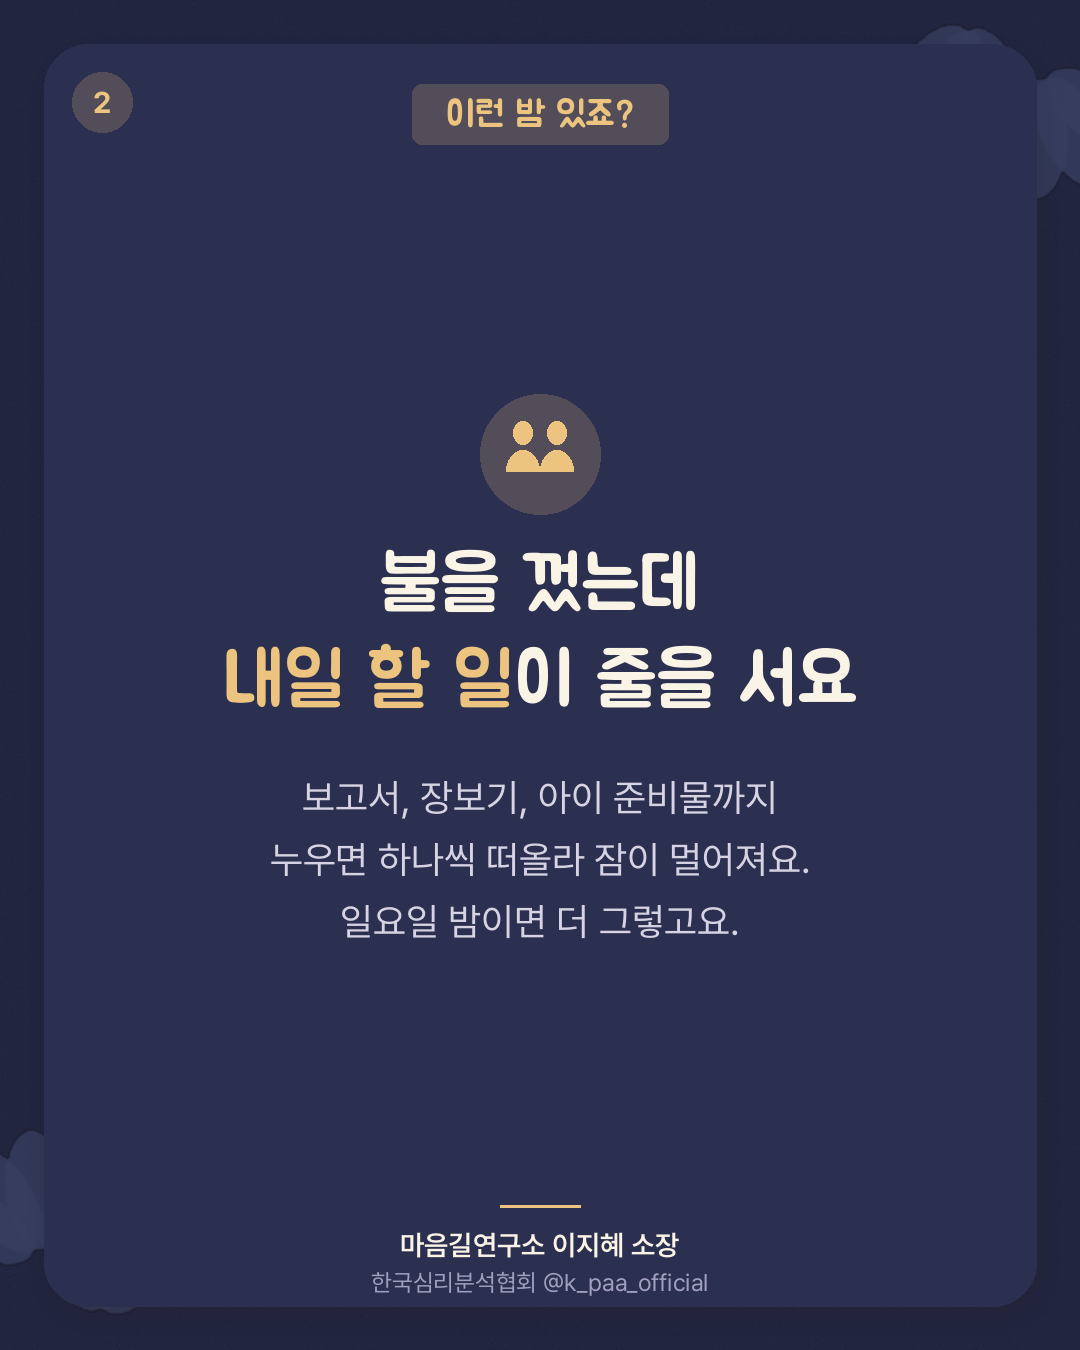 2
이런 밤 있죠?
불을 껐는데
내일 할 일이 줄을 서요
보고서, 장보기, 아이 준비물까지
누우면 하나씩 떠올라 잠이 멀어져요.
일요일 밤이면 더 그렇고요.
마음길연구소 이지혜 소장
한국심리분석협회 @k_paa_official